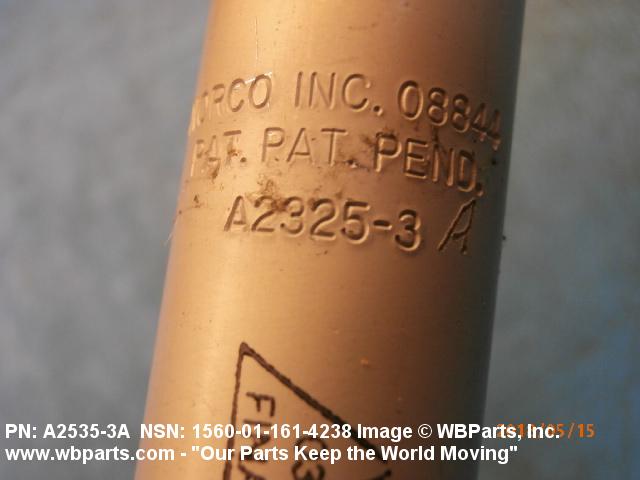 NORCO INC. 08844
PAT. PAT. PEND.
A2325-3 A
PN: A2535-3A NSN: 1560-01-161-4238 Image © WBParts, Inc.
www.wbparts.com - "Our Parts Keep the World Moving"